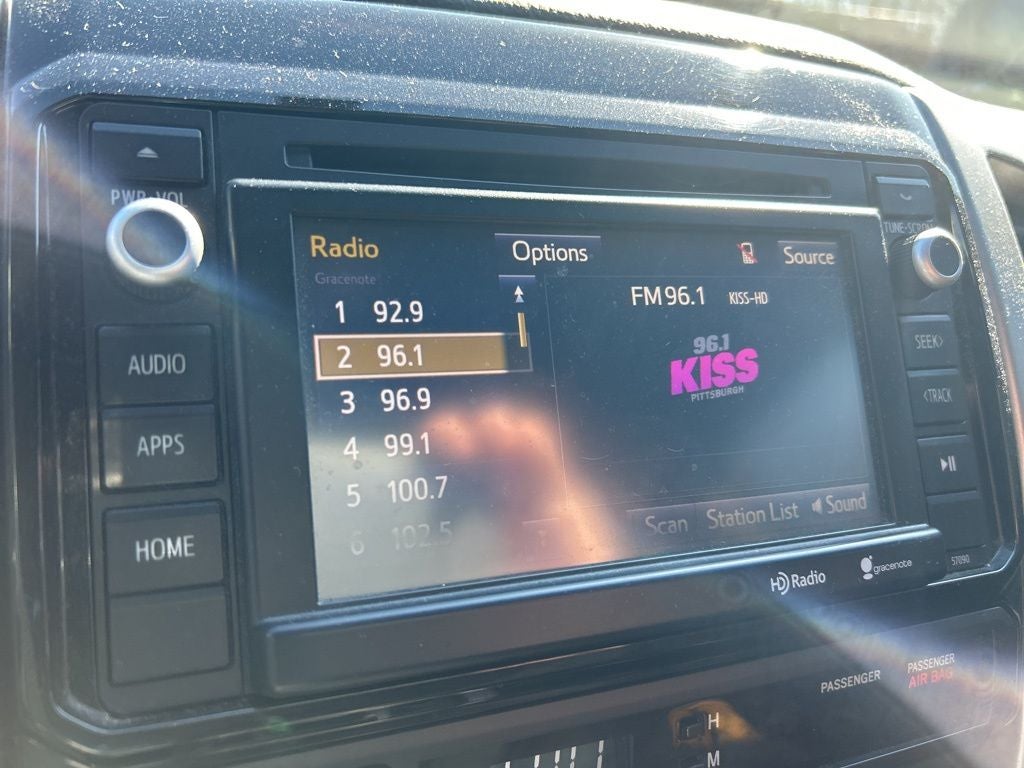 PWR·VOL
TUNE·SCROLL
Radio
Options
Source
Gracenote
1 92.9
2 96.1
3 96.9
4 99.1
5 100.7
6 102.5
FM 96.1 KISS-HD
96.1
KISS
PITTSBURGH
Scan
Station List
Sound
AUDIO
APPS
HOME
SEEK>
<TRACK
57090
HD Radio
gracenote
PASSENGER
PASSENGER
AIR BAG
H
M